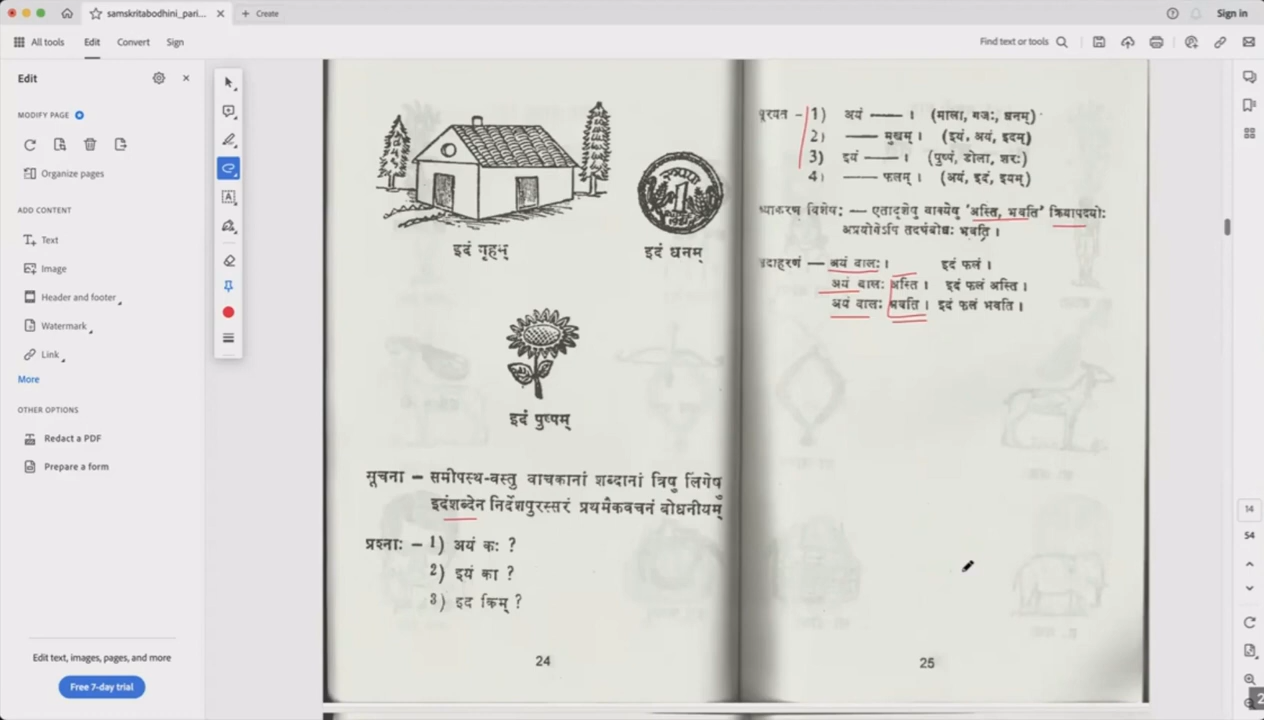 samskritabodhini_pari...
+ Create
Sign in
All tools
Edit
Convert
Sign
Find text or tools
Edit
MODIFY PAGE
Organize pages
ADD CONTENT
Text
Image
Header and footer
Watermark
Link
More
OTHER OPTIONS
Redact a PDF
Prepare a form
Edit text, images, pages, and more
Free 7-day trial
इदं गृहम्
इदं धनम्
इदं पुष्पम्
सूचना – समीपस्थ-वस्तु वाचकानां शब्दानां त्रिषु लिंगेषु
इदंशब्देन निर्देशपुरस्सरं प्रथमैकवचनं बोधनीयम्
प्रश्ना: – 1) अयं क: ?
2) इयं का ?
3) इद किम् ?
24
पूरयत – 1) अयं —— । (माला, गज:, धनम्)
2) —— मुखम् । (इयं, अयं, इदम्)
3) इयं —— । (पुष्पं, डोला, शर:)
4) —— फलम् । (अयं, इदं, इयम्)
व्याकरण विशेष: — एतादृशेषु वाक्येषु 'अस्ति, भवति' क्रियापदयो:
अप्रयोगेऽपि तदर्थबोध: भवति ।
उदाहरणं — अयं बाल: । इदं फलं ।
अयं बाल: अस्ति । इदं फलं अस्ति ।
अयं बाल: भवति । इदं फलं भवति ।
25
14
54